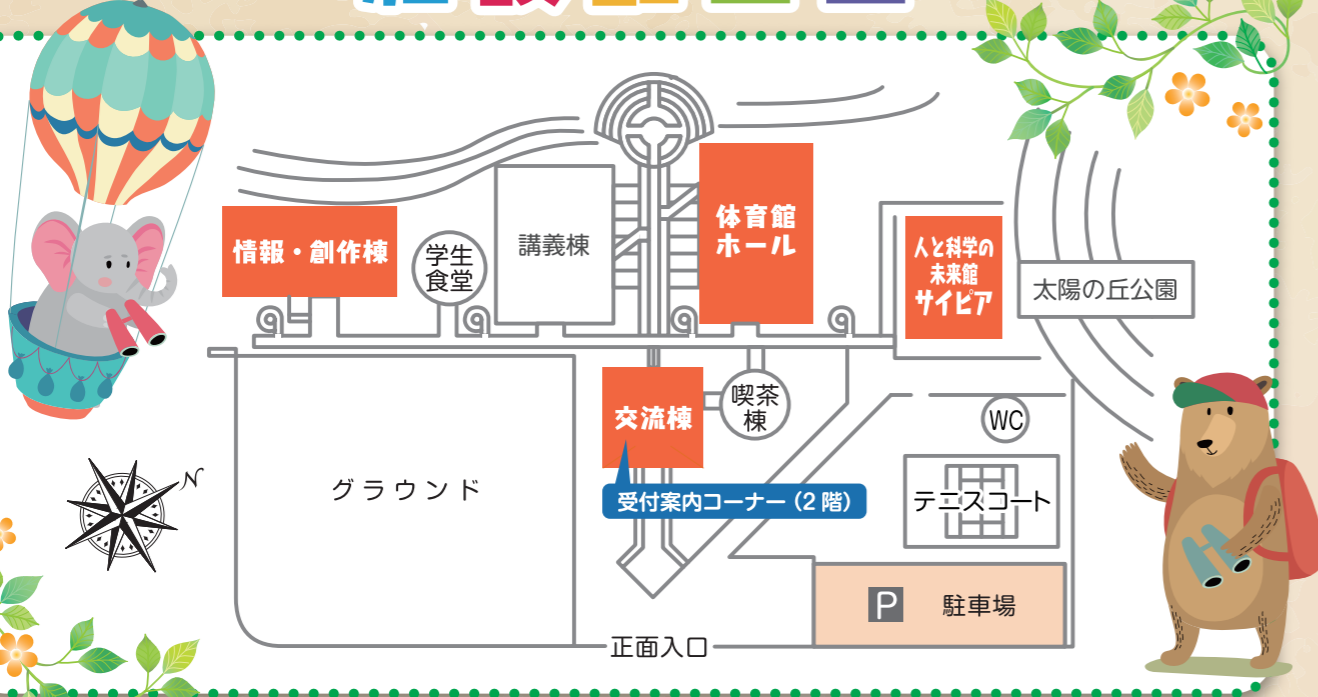 体育館
ホール
情報・創作棟
学生
食堂
講義棟
人と科学の
未来館
サイピア
太陽の丘公園
交流棟
喫茶
棟
WC
受付案内コーナー（2階）
グラウンド
N
テニスコート
P 駐車場
正面入口